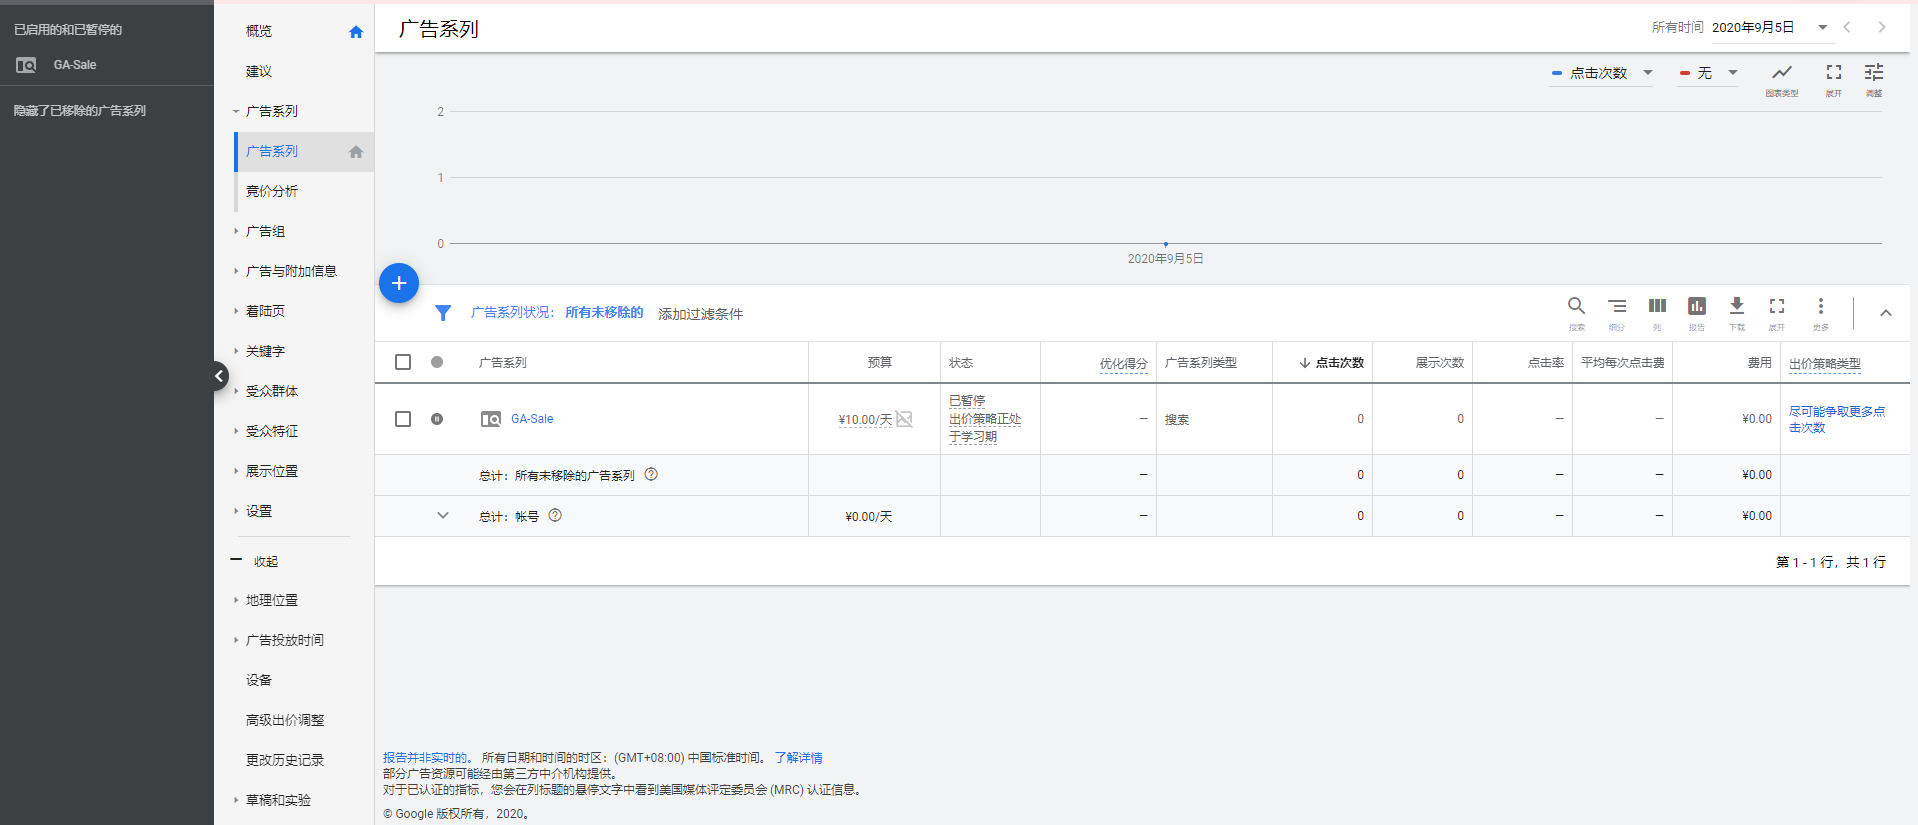 已启用的和已暂停的
GA-Sale
隐藏了已移除的广告系列
概览
建议
广告系列
广告系列
竞价分析
广告组
广告与附加信息
着陆页
关键字
受众群体
受众特征
展示位置
设置
收起
地理位置
广告投放时间
设备
高级出价调整
更改历史记录
草稿和实验
广告系列
所有时间 2020年9月5日
点击次数 无
图表类型 展开 调整
2
1
0
2020年9月5日
广告系列状况： 所有未移除的 添加过滤条件
搜索 细分 列 报告 下载 展开 更多
广告系列 预算 状态 优化得分 广告系列类型 点击次数 展示次数 点击率 平均每次点击费 费用 出价策略类型
GA-Sale ¥10.00/天 已暂停 出价策略正处于学习期 — 搜索 0 0 — — ¥0.00 尽可能争取更多点击次数
总计：所有未移除的广告系列 — 0 0 — — ¥0.00
总计：帐号 ¥0.00/天 — 0 0 — — ¥0.00
第 1 - 1 行，共 1 行
报告并非实时的。 所有日期和时间的时区：(GMT+08:00) 中国标准时间。 了解详情
部分广告资源可能经由第三方中介机构提供。
对于已认证的指标，您会在列标题的悬停文字中看到美国媒体评定委员会 (MRC) 认证信息。
© Google 版权所有，2020。